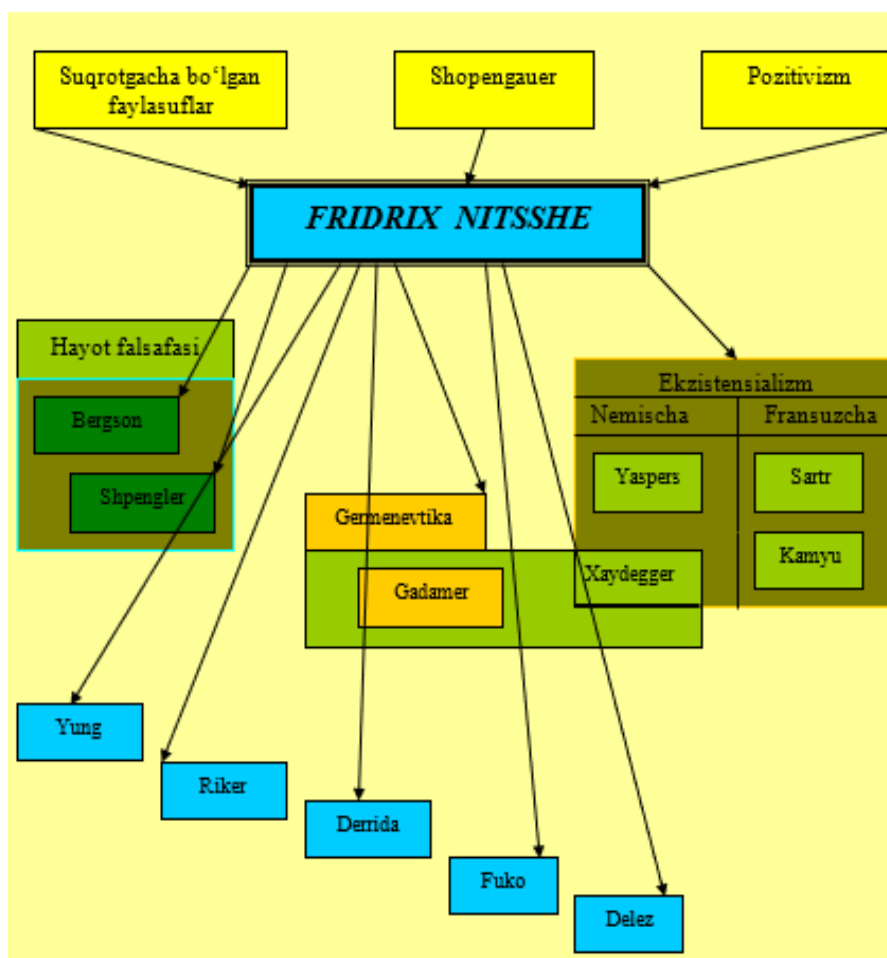 Suqrotgacha bo‘lgan
faylasuflar
Shopengauer
Pozitivizm
FRIDRIX NITSSHE
Hayot falsafasi
Bergson
Shpengler
Ekzistensializm
Nemischa
Fransuzcha
Yaspers
Sartr
Germenevtika
Kamyu
Xaydegger
Gadamer
Yung
Riker
Derrida
Fuko
Delez